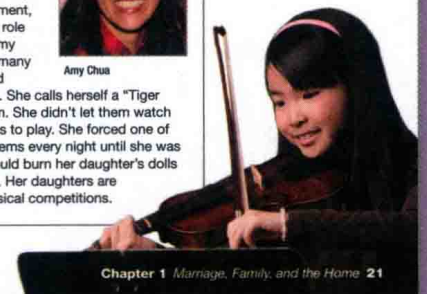 ment,
role
my
many
Amy Chua
. She calls herself a "Tiger
n. She didn't let them watch
s to play. She forced one of
ems every night until she was
uld burn her daughter's dolls
. Her daughters are
sical competitions.
Chapter 1 Marriage, Family, and the Home 21